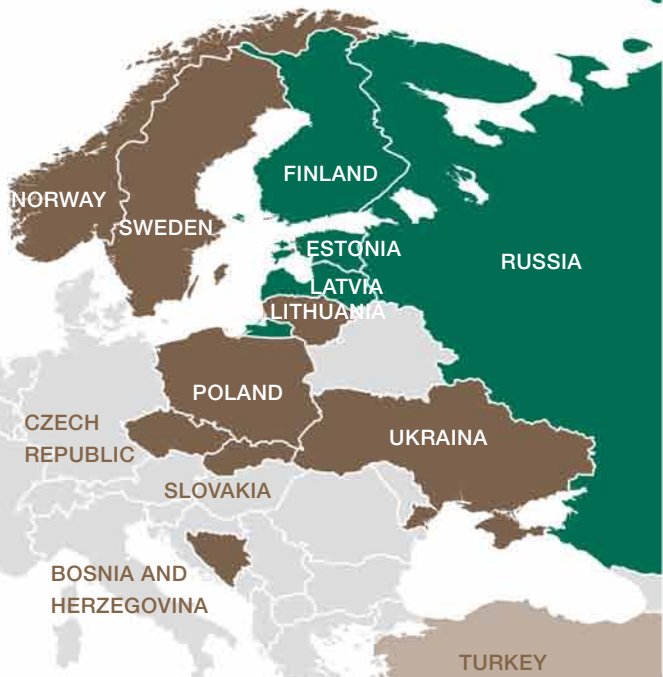 FINLAND
NORWAY
SWEDEN
ESTONIA
RUSSIA
LATVIA
LITHUANIA
POLAND
CZECH
REPUBLIC
UKRAINA
SLOVAKIA
BOSNIA AND
HERZEGOVINA
TURKEY